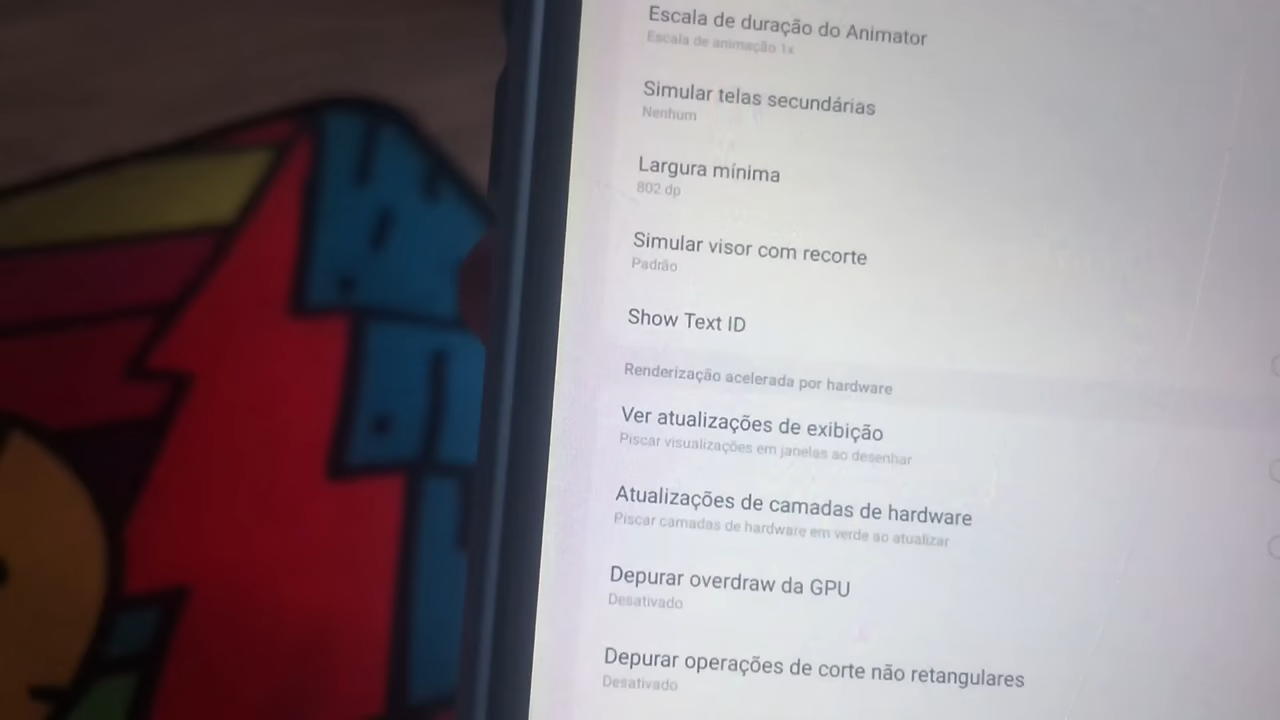 Escala de duração do Animator
Escala de animação 1x
Simular telas secundárias
Nenhum
Largura mínima
802 dp
Simular visor com recorte
Padrão
Show Text ID
Renderização acelerada por hardware
Ver atualizações de exibição
Piscar visualizações em janelas ao desenhar
Atualizações de camadas de hardware
Piscar camadas de hardware em verde ao atualizar
Depurar overdraw da GPU
Desativado
Depurar operações de corte não retangulares
Desativado